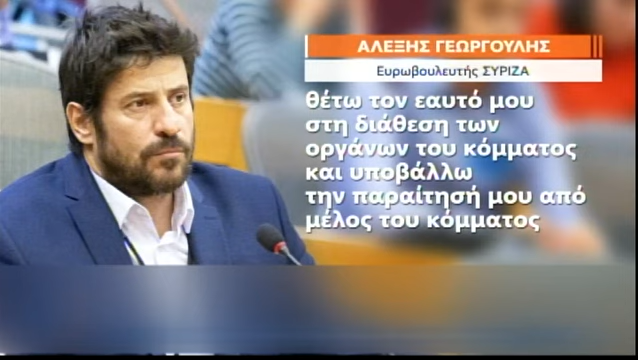 ΑΛΕΞΗΣ ΓΕΩΡΓΟΥΛΗΣ
Ευρωβουλευτής ΣΥΡΙΖΑ
θέτω τον εαυτό μου
στη διάθεση των
οργάνων του κόμματος
και υποβάλλω
την παραίτησή μου από
μέλος του κόμματος